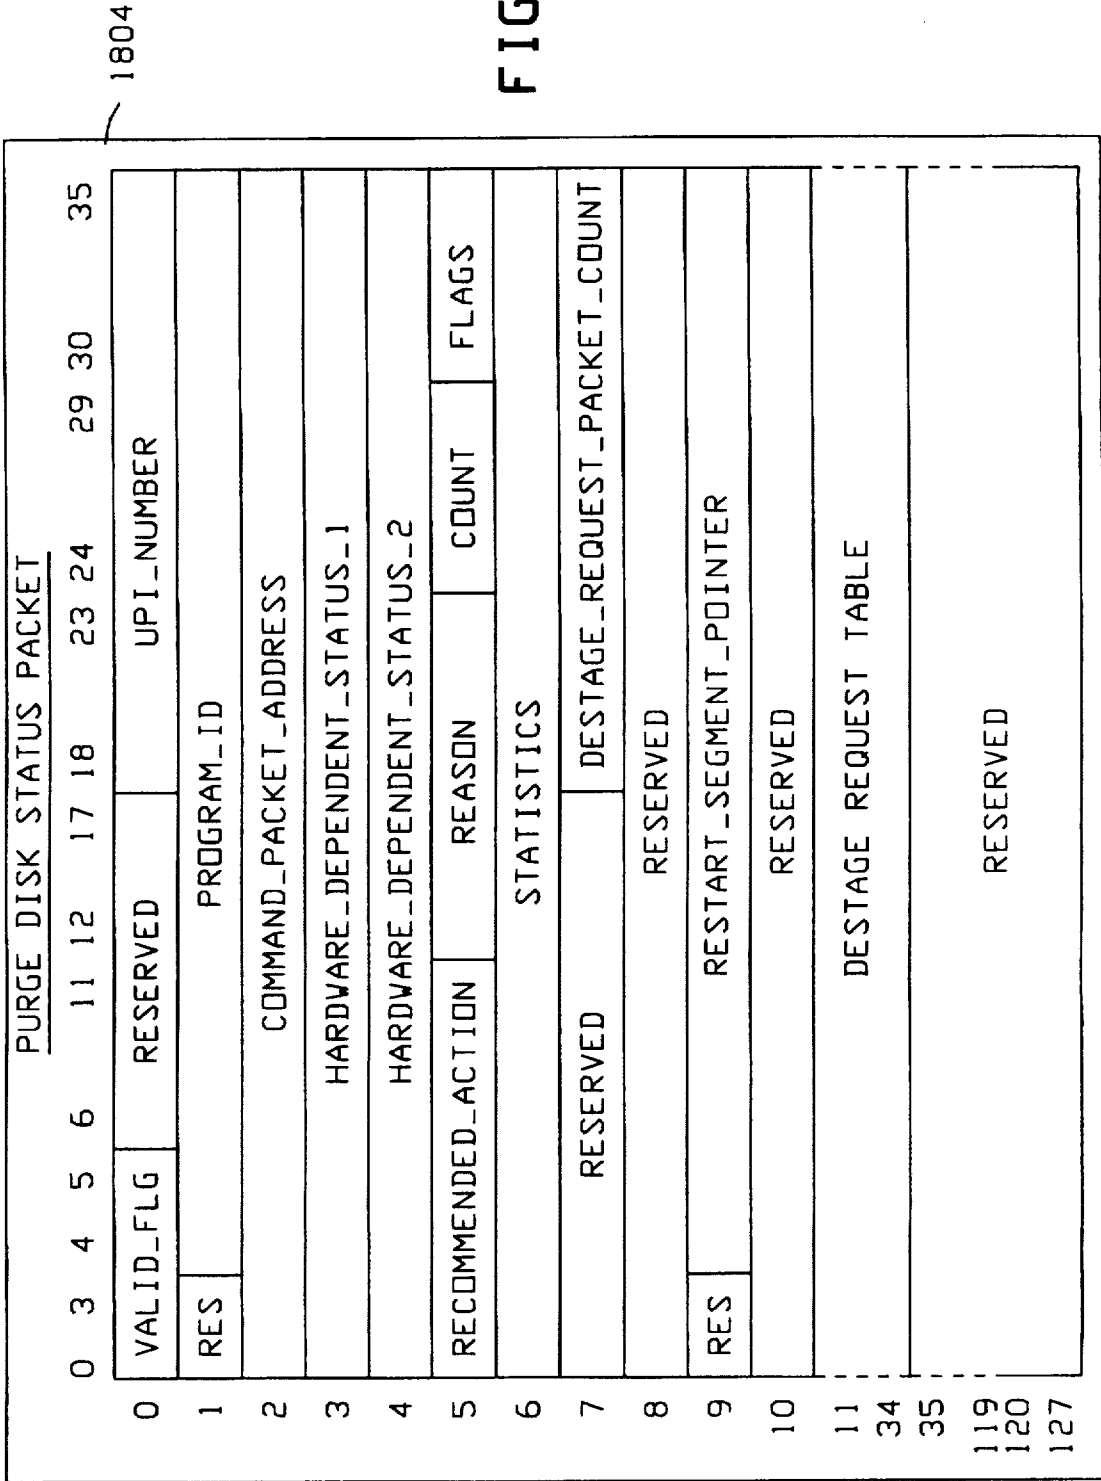 PURGE DISK STATUS PACKET
1804
0 3 4 5 6 11 12 17 18 23 24 29 30 35
0 VALID_FLG RESERVED UPI_NUMBER
1 RES PROGRAM_ID
2 COMMAND_PACKET_ADDRESS
3 HARDWARE_DEPENDENT_STATUS_1
4 HARDWARE_DEPENDENT_STATUS_2
5 RECOMMENDED_ACTION REASON COUNT FLAGS
6 STATISTICS
7 RESERVED DESTAGE_REQUEST_PACKET_COUNT
8 RESERVED
9 RES RESTART_SEGMENT_POINTER
10 RESERVED
11
DESTAGE REQUEST TABLE
34
35
119 RESERVED
120
127
FIG